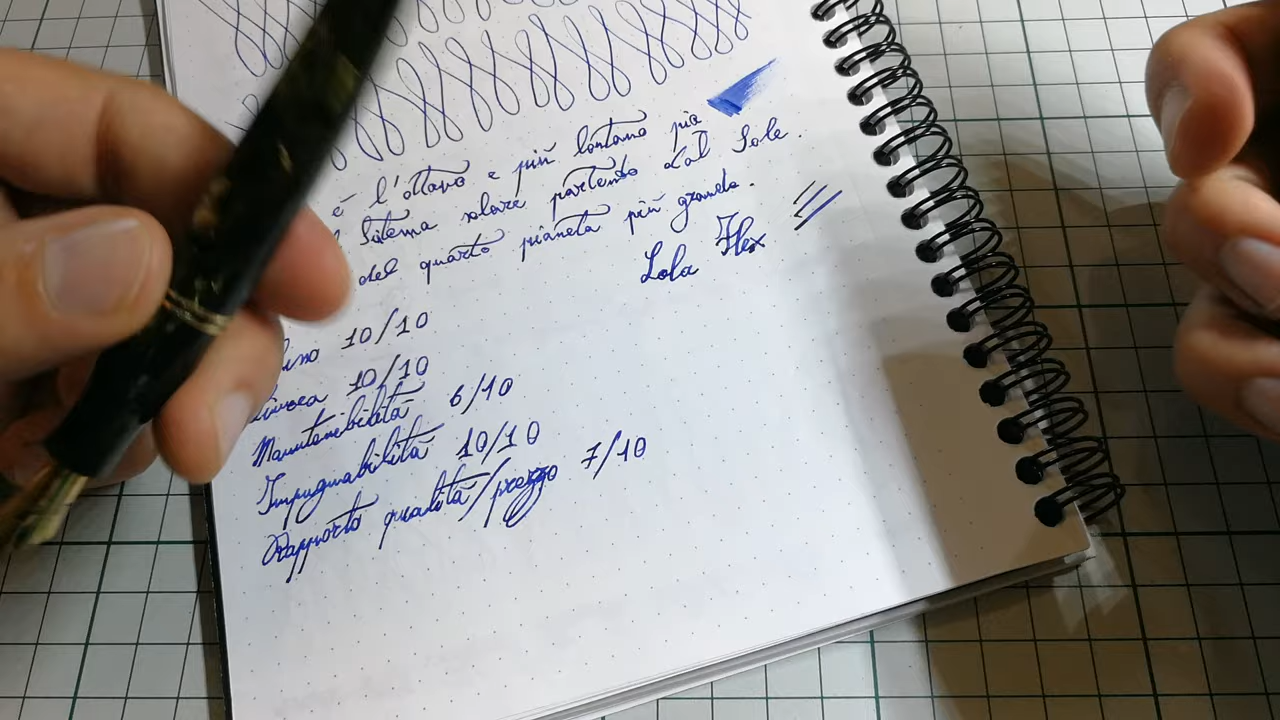 è l'ottavo e più lontano pia
Sistema solare partendo dal Sole.
del quarto pianeta più grande.
Lola Flex
10/10
10/10
Manutenibilità 6/10
Impugnabilità 10/10
Rapporto qualità/prezzo 7/10